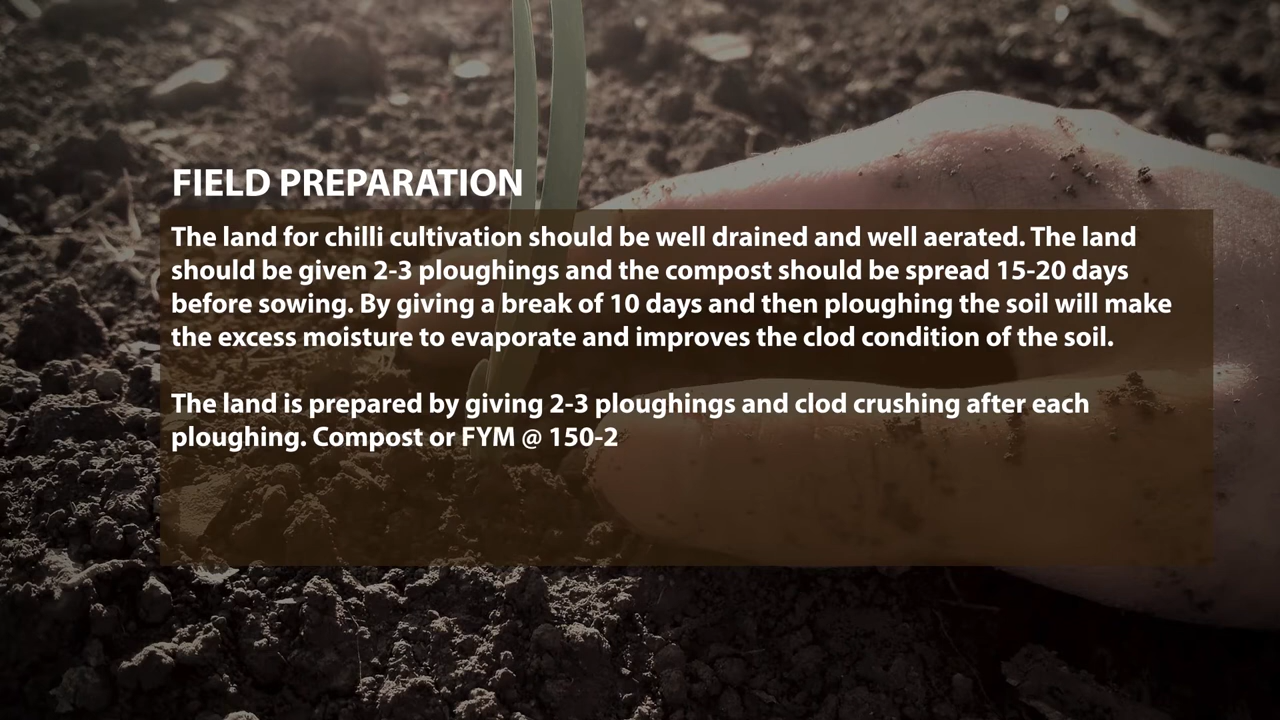 FIELD PREPARATION
The land for chilli cultivation should be well drained and well aerated. The land
should be given 2-3 ploughings and the compost should be spread 15-20 days
before sowing. By giving a break of 10 days and then ploughing the soil will make
the excess moisture to evaporate and improves the clod condition of the soil.
The land is prepared by giving 2-3 ploughings and clod crushing after each
ploughing. Compost or FYM @ 150-2